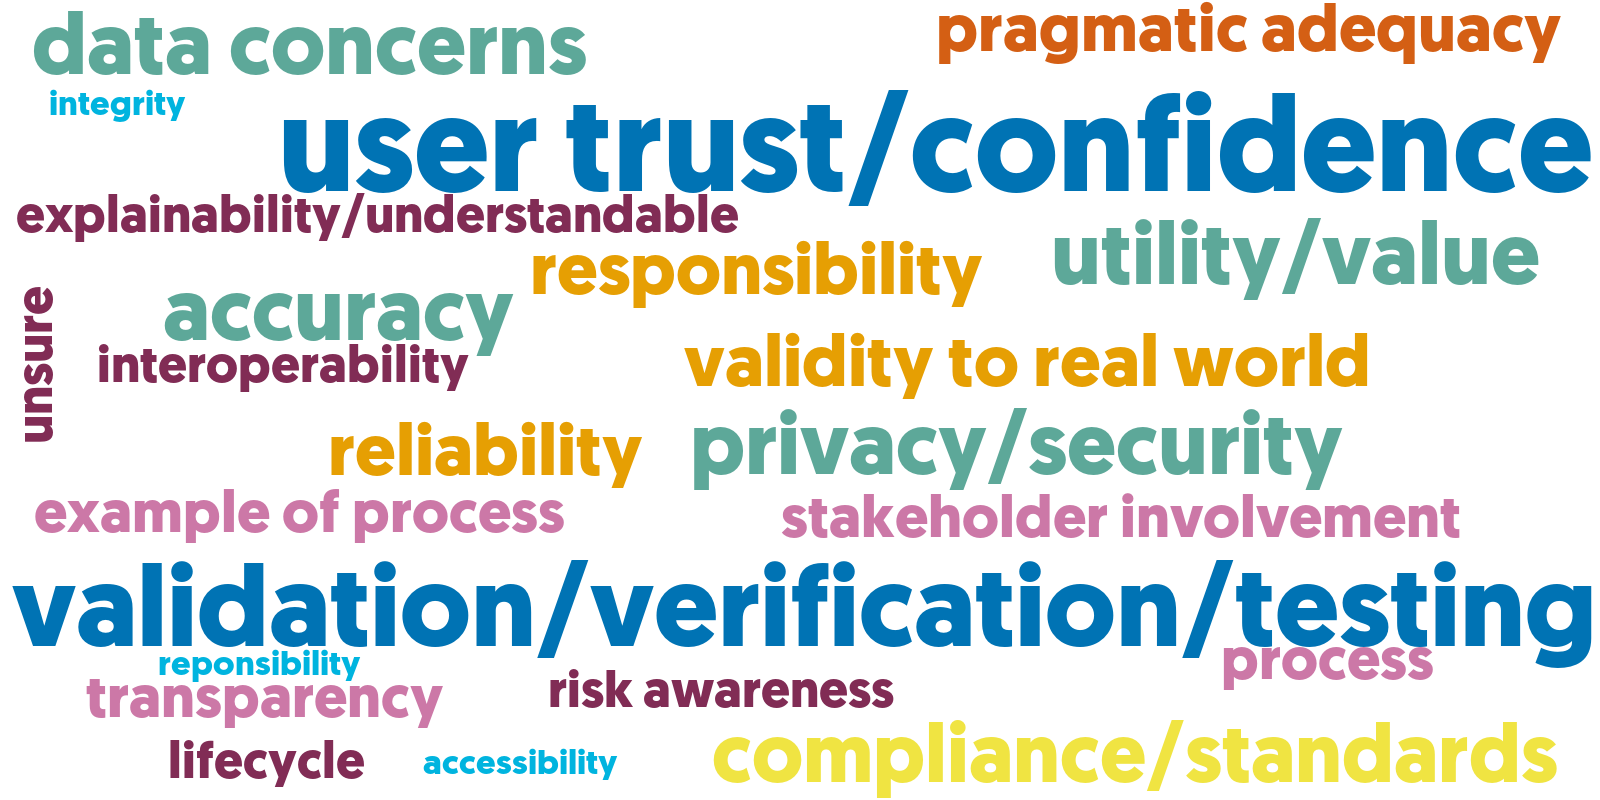 data concerns
pragmatic adequacy
integrity
user trust/confidence
explainability/understandable
responsibility
utility/value
unsure
accuracy
interoperability
validity to real world
reliability
privacy/security
example of process
stakeholder involvement
validation/verification/testing
reponsibility
process
transparency
risk awareness
lifecycle
accessibility
compliance/standards